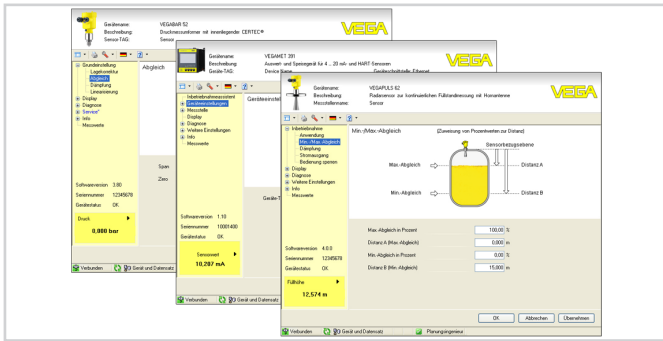 Gerätename: VEGABAR 52
Beschreibung: Druckmessumformer mit innenliegender CERTEC®
Sensor-TAG: Sensor
VEGA
Grundeinstellung
Lagekorrektur
Abgleich
Dämpfung
Linearisierung
Display
Diagnose
Service
Info
Messwerte
Abgleich
Span
Zero
Softwareversion 3.80
Seriennummer 12345678
Gerätestatus OK
Druck
0,000 bar
Verbunden
Gerät und Datensatz
Gerätename: VEGAMET 391
Beschreibung: Auswert- und Speisegerät für 4 ... 20 mA- und HART-Sensoren
Geräte-TAG: Device Name
Geräteschnittstelle: Ethernet
VEGA
Inbetriebnahmeassistent
Geräteeinstellungen
Messstelle
Display
Diagnose
Weitere Einstellungen
Info
Messwerte
Geräteeinstel
Geräte-T
Softwareversion 1.10
Seriennummer 10001400
Gerätestatus OK
Sensorwert
10,207 mA
Verbunden
Gerät und Datensatz
Gerätename: VEGAPULS 62
Beschreibung: Radarsensor zur kontinuierlichen Füllstandmessung mit Hornantenne
Messstellenname: Sensor
VEGA
Inbetriebnahme
Anwendung
Min.-/Max.-Abgleich
Dämpfung
Stromausgang
Bedienung sperren
Display
Diagnose
Weitere Einstellungen
Info
Messwerte
Min.-/Max.-Abgleich
(Zuweisung von Prozentwerten zur Distanz)
Sensorbezugsebene
Max.-Abgleich
Distanz A
Min.-Abgleich
Distanz B
Max.-Abgleich in Prozent 100,00 %
Distanz A (Max.-Abgleich) 0,000 m
Min.-Abgleich in Prozent 0,00 %
Distanz B (Min.-Abgleich) 15,000 m
Softwareversion 4.0.0
Seriennummer 12345678
Gerätestatus OK
Füllhöhe
12,574 m
OK
Abbrechen
Übernehmen
Verbunden
Gerät und Datensatz
Planungsingenieur: